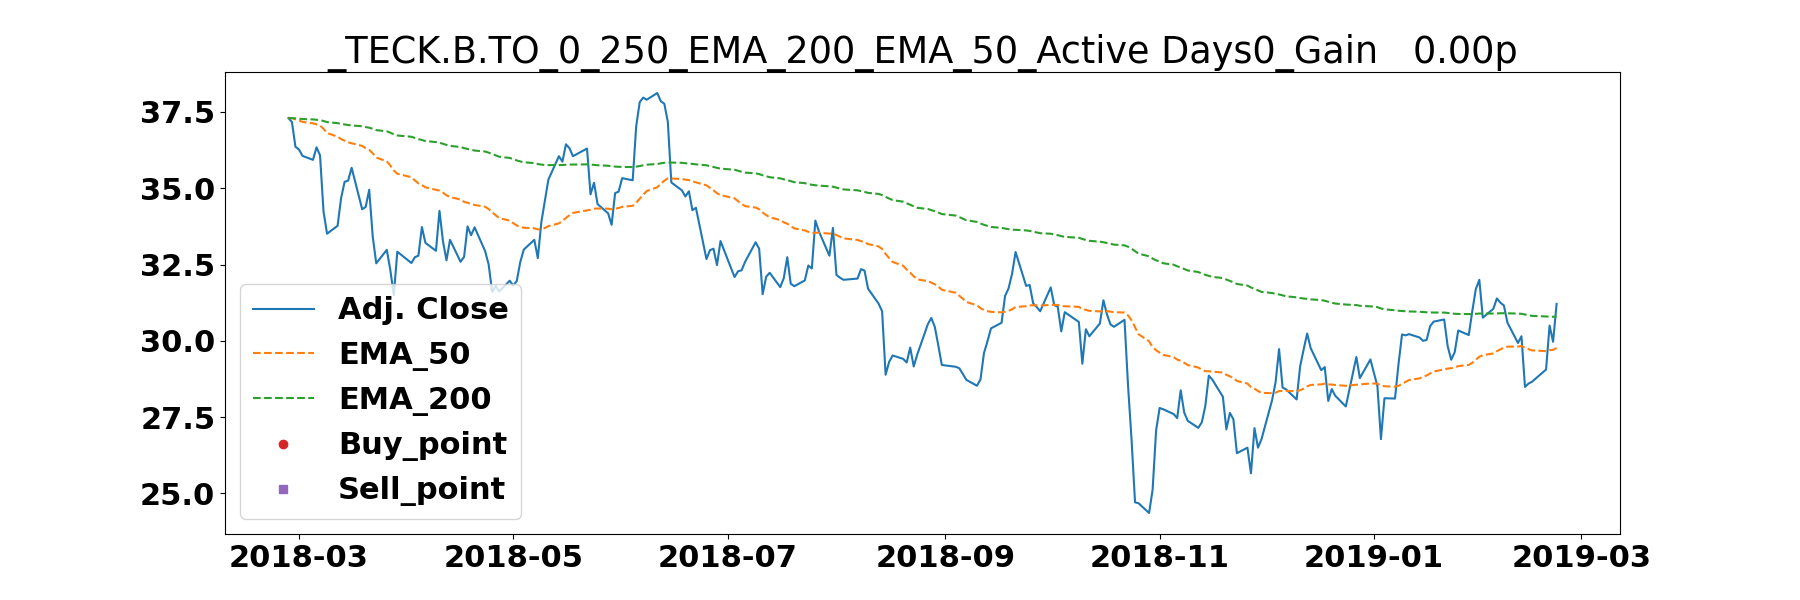 _TECK.B.TO_0_250_EMA_200_EMA_50_Active Days0_Gain   0.00p
37.5
35.0
32.5
30.0
27.5
25.0
Adj. Close
EMA_50
EMA_200
Buy_point
Sell_point
2018-03 2018-05 2018-07 2018-09 2018-11 2019-01 2019-03